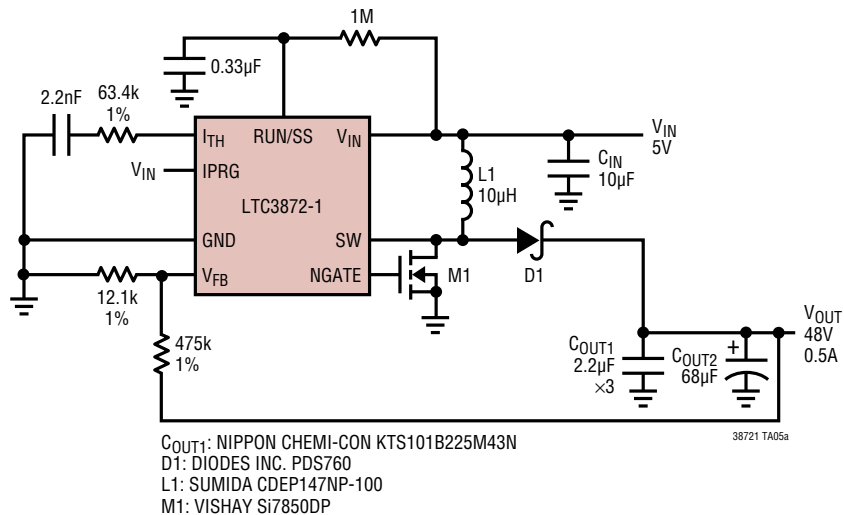 1M
0.33µF
2.2nF
63.4k
1%
I_TH
RUN/SS
V_IN
V_IN
5V
V_IN
IPRG
C_IN
10µF
L1
10µH
LTC3872-1
GND
SW
V_FB
NGATE
M1
D1
12.1k
1%
475k
1%
V_OUT
48V
0.5A
C_OUT1
2.2µF
×3
C_OUT2
68µF
+
38721 TA05a
C_OUT1: NIPPON CHEMI-CON KTS101B225M43N
D1: DIODES INC. PDS760
L1: SUMIDA CDEP147NP-100
M1: VISHAY Si7850DP